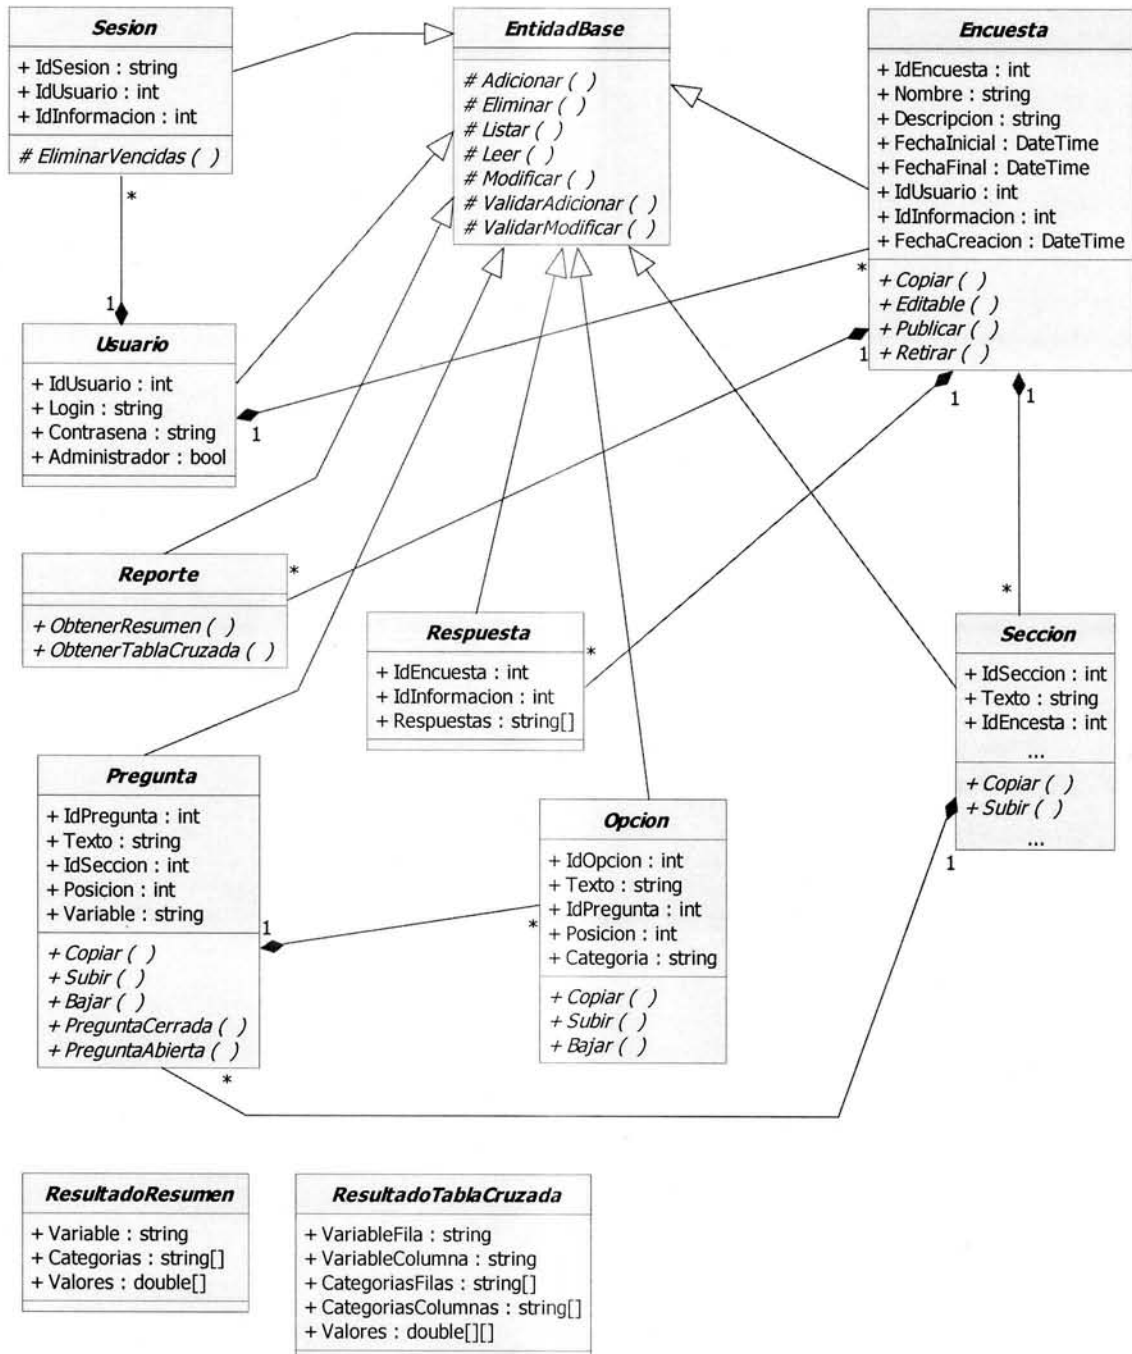 Sesion
+ IdSesion : string
+ IdUsuario : int
+ IdInformacion : int
# EliminarVencidas ( )
*
1
EntidadBase
# Adicionar ( )
# Eliminar ( )
# Listar ( )
# Leer ( )
# Modificar ( )
# ValidarAdicionar ( )
# ValidarModificar ( )
Encuesta
+ IdEncuesta : int
+ Nombre : string
+ Descripcion : string
+ FechaInicial : DateTime
+ FechaFinal : DateTime
+ IdUsuario : int
+ IdInformacion : int
+ FechaCreacion : DateTime
+ Copiar ( )
+ Editable ( )
+ Publicar ( )
+ Retirar ( )
*
1
1
1
Usuario
+ IdUsuario : int
+ Login : string
+ Contrasena : string
+ Administrador : bool
1
Reporte
+ ObtenerResumen ( )
+ ObtenerTablaCruzada ( )
*
Respuesta
+ IdEncuesta : int
+ IdInformacion : int
+ Respuestas : string[]
*
*
Seccion
+ IdSeccion : int
+ Texto : string
+ IdEncesta : int
...
+ Copiar ( )
+ Subir ( )
...
1
Pregunta
+ IdPregunta : int
+ Texto : string
+ IdSeccion : int
+ Posicion : int
+ Variable : string
+ Copiar ( )
+ Subir ( )
+ Bajar ( )
+ PreguntaCerrada ( )
+ PreguntaAbierta ( )
1
*
*
Opcion
+ IdOpcion : int
+ Texto : string
+ IdPregunta : int
+ Posicion : int
+ Categoria : string
+ Copiar ( )
+ Subir ( )
+ Bajar ( )
ResultadoResumen
+ Variable : string
+ Categorias : string[]
+ Valores : double[]
ResultadoTablaCruzada
+ VariableFila : string
+ VariableColumna : string
+ CategoriasFilas : string[]
+ CategoriasColumnas : string[]
+ Valores : double[][]